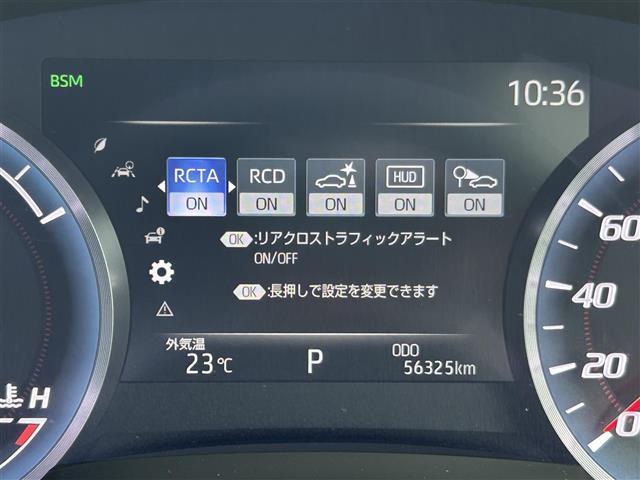 BSM
10:36
RCTA RCD HUD
ON ON ON ON ON
OK:リアクロストラフィックアラート
ON/OFF
OK:長押しで設定を変更できます
外気温
23℃
P
ODO
56325km
H
60
40
20
0